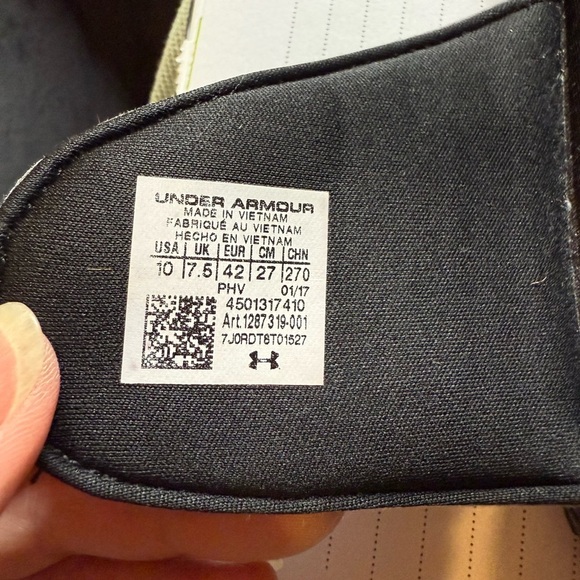 UNDER ARMOUR
MADE IN VIETNAM
FABRIQUÉ AU VIETNAM
HECHO EN VIETNAM
USA | UK | EUR | CM | CHN
10 | 7.5 | 42 | 27 | 270
PHV 01/17
4501317410
Art.1287319-001
7J0RDT8T01527